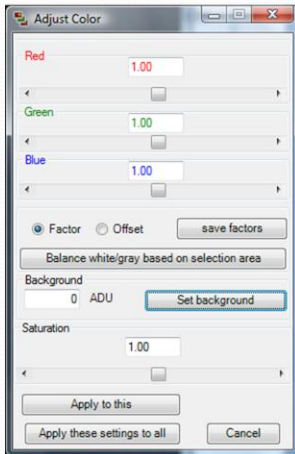 Adjust Color
Red
1.00
Green
1.00
Blue
1.00
Factor Offset save factors
Balance white/gray based on selection area
Background
0 ADU Set background
Saturation
1.00
Apply to this
Apply these settings to all Cancel